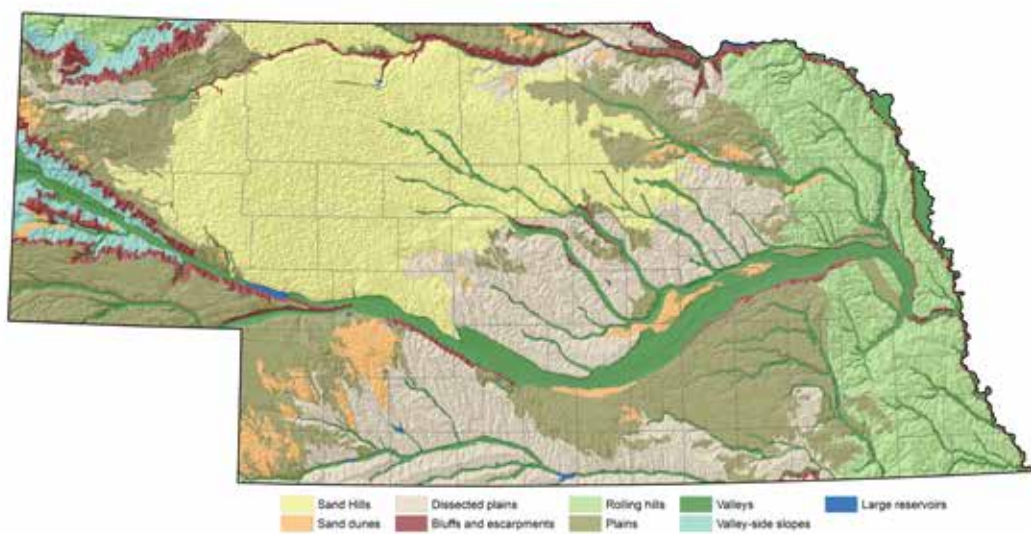 Sand Hills Dissected plains Rolling hills Valleys Large reservoirs
Sand dunes Bluffs and escarpments Plains Valley-side slopes